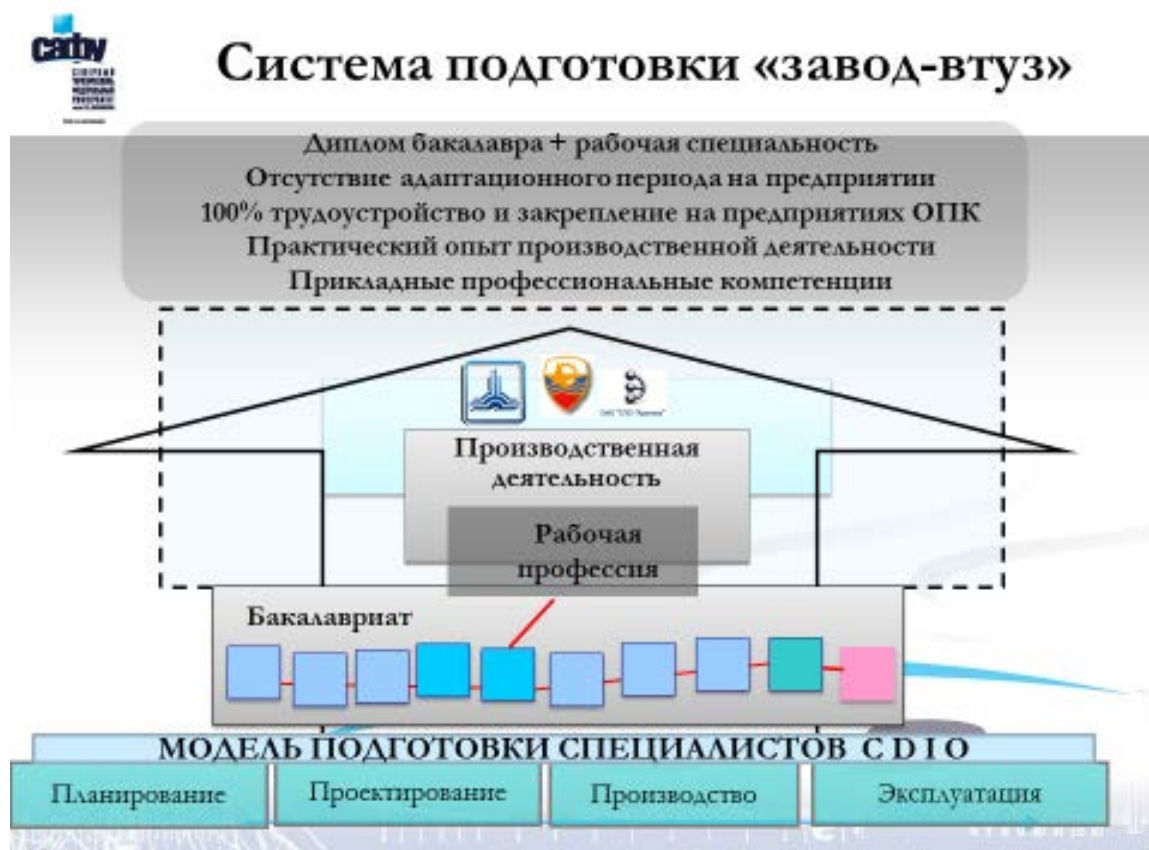 сафу
Система подготовки «завод-втуз»
Диплом бакалавра + рабочая специальность
Отсутствие адаптационного периода на предприятии
100% трудоустройство и закрепление на предприятиях ОПК
Практический опыт производственной деятельности
Прикладные профессиональные компетенции
Производственная
деятельность
Рабочая
профессия
Бакалавриат
МОДЕЛЬ ПОДГОТОВКИ СПЕЦИАЛИСТОВ C D I O
Планирование
Проектирование
Производство
Эксплуатация